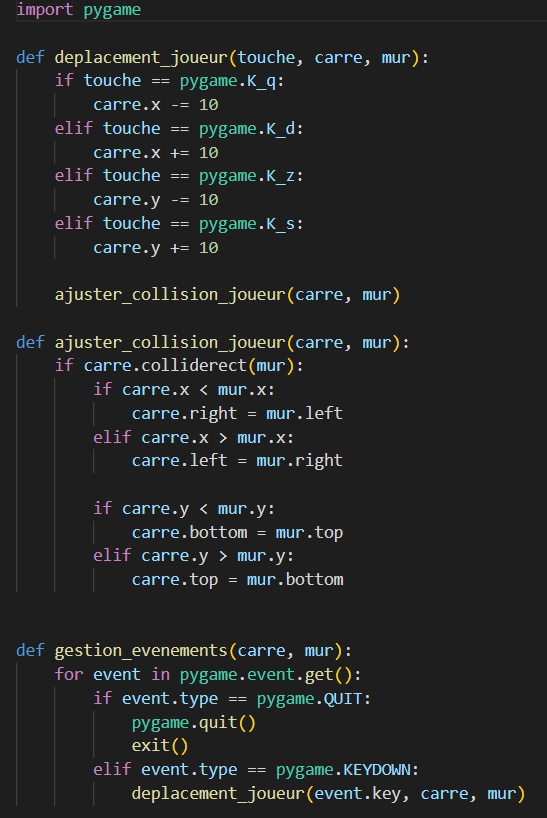 import pygame

def deplacement_joueur(touche, carre, mur):
    if touche == pygame.K_q:
        carre.x -= 10
    elif touche == pygame.K_d:
        carre.x += 10
    elif touche == pygame.K_z:
        carre.y -= 10
    elif touche == pygame.K_s:
        carre.y += 10

    ajuster_collision_joueur(carre, mur)

def ajuster_collision_joueur(carre, mur):
    if carre.colliderect(mur):
        if carre.x < mur.x:
            carre.right = mur.left
        elif carre.x > mur.x:
            carre.left = mur.right

        if carre.y < mur.y:
            carre.bottom = mur.top
        elif carre.y > mur.y:
            carre.top = mur.bottom


def gestion_evenements(carre, mur):
    for event in pygame.event.get():
        if event.type == pygame.QUIT:
            pygame.quit()
            exit()
        elif event.type == pygame.KEYDOWN:
            deplacement_joueur(event.key, carre, mur)